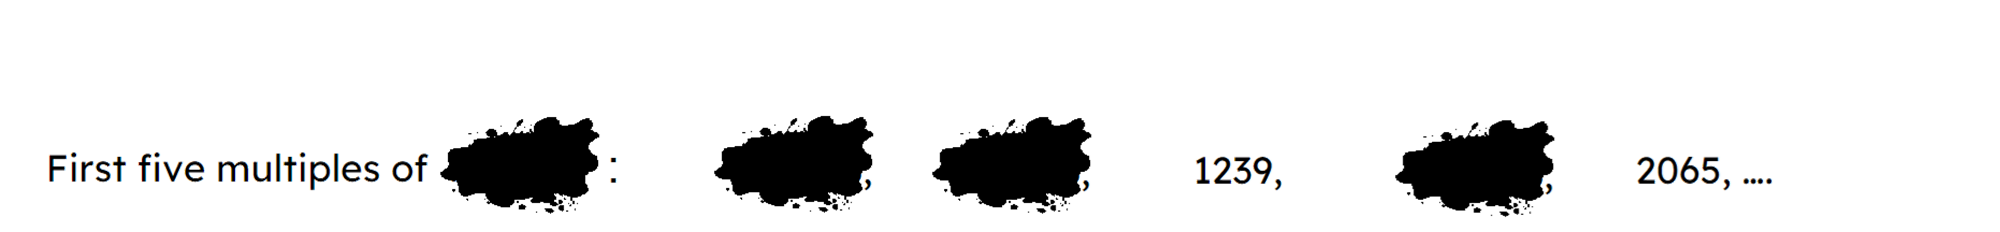 First five multiples of : , , 1239, , 2065, ....